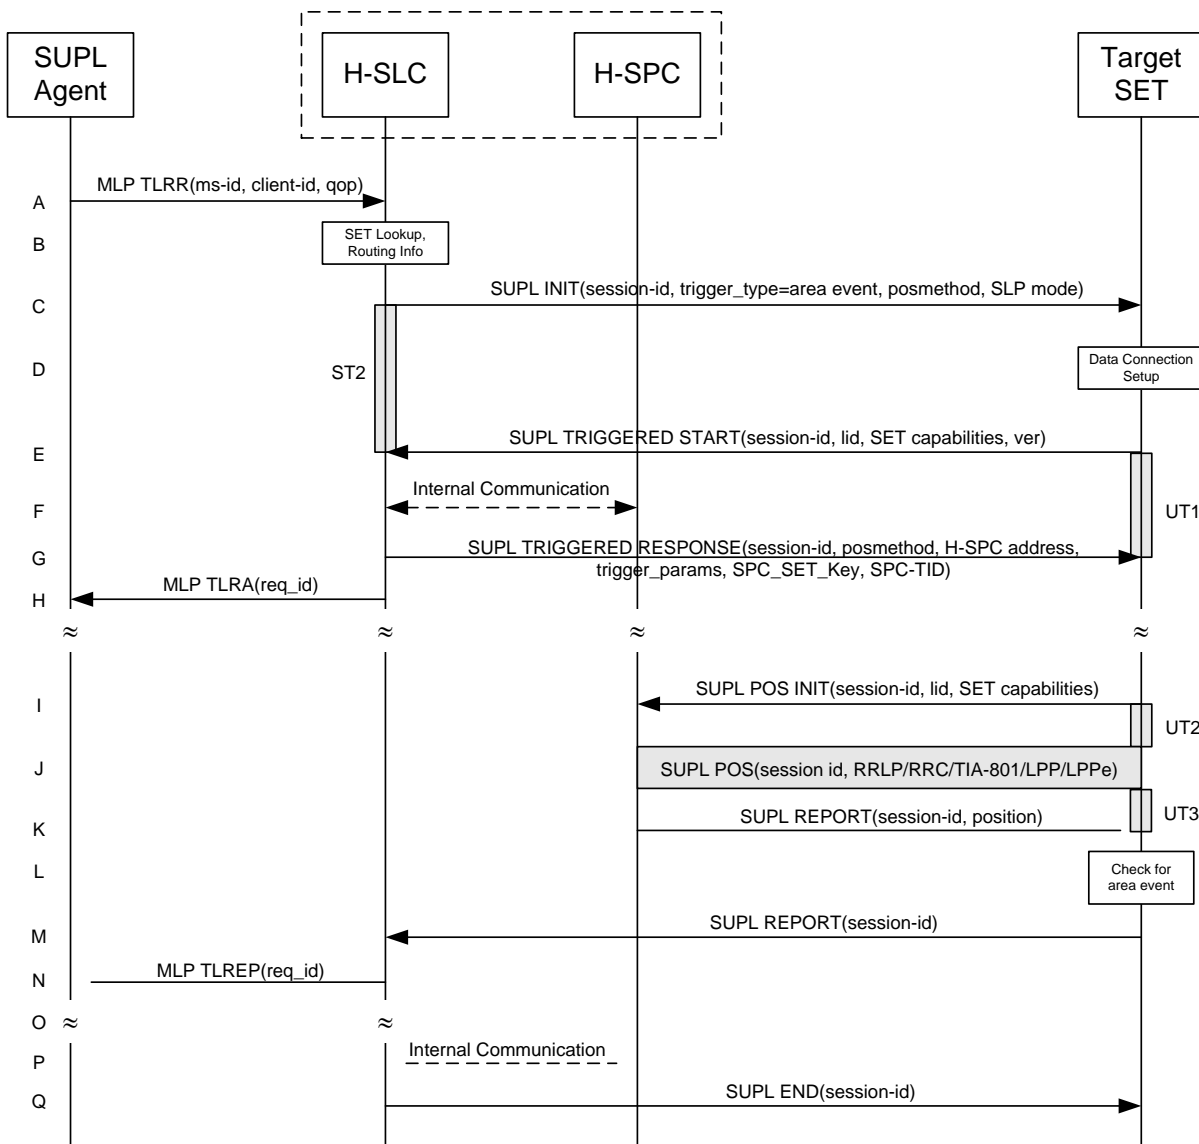 SUPL
Agent
H-SLC
H-SPC
Target
SET
A
MLP TLRR(ms-id, client-id, qop)
B
SET Lookup,
Routing Info
C
SUPL INIT(session-id, trigger_type=area event, posmethod, SLP mode)
D
ST2
Data Connection
Setup
E
SUPL TRIGGERED START(session-id, lid, SET capabilities, ver)
F
Internal Communication
UT1
G
SUPL TRIGGERED RESPONSE(session-id, posmethod, H-SPC address,
trigger_params, SPC_SET_Key, SPC-TID)
H
MLP TLRA(req_id)
≈ ≈ ≈ ≈
I
SUPL POS INIT(session-id, lid, SET capabilities)
UT2
J
SUPL POS(session id, RRLP/RRC/TIA-801/LPP/LPPe)
K
SUPL REPORT(session-id, position)
UT3
L
Check for
area event
M
SUPL REPORT(session-id)
N
MLP TLREP(req_id)
O ≈ ≈
P
Internal Communication
Q
SUPL END(session-id)